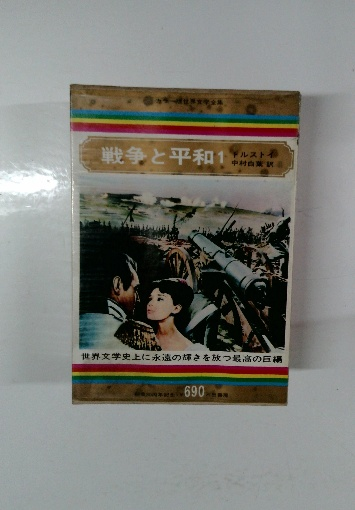 戦争と平和1
トルストイ
中村白葉 訳
世界文学史上に永遠の輝きを放つ最高の巨編
690